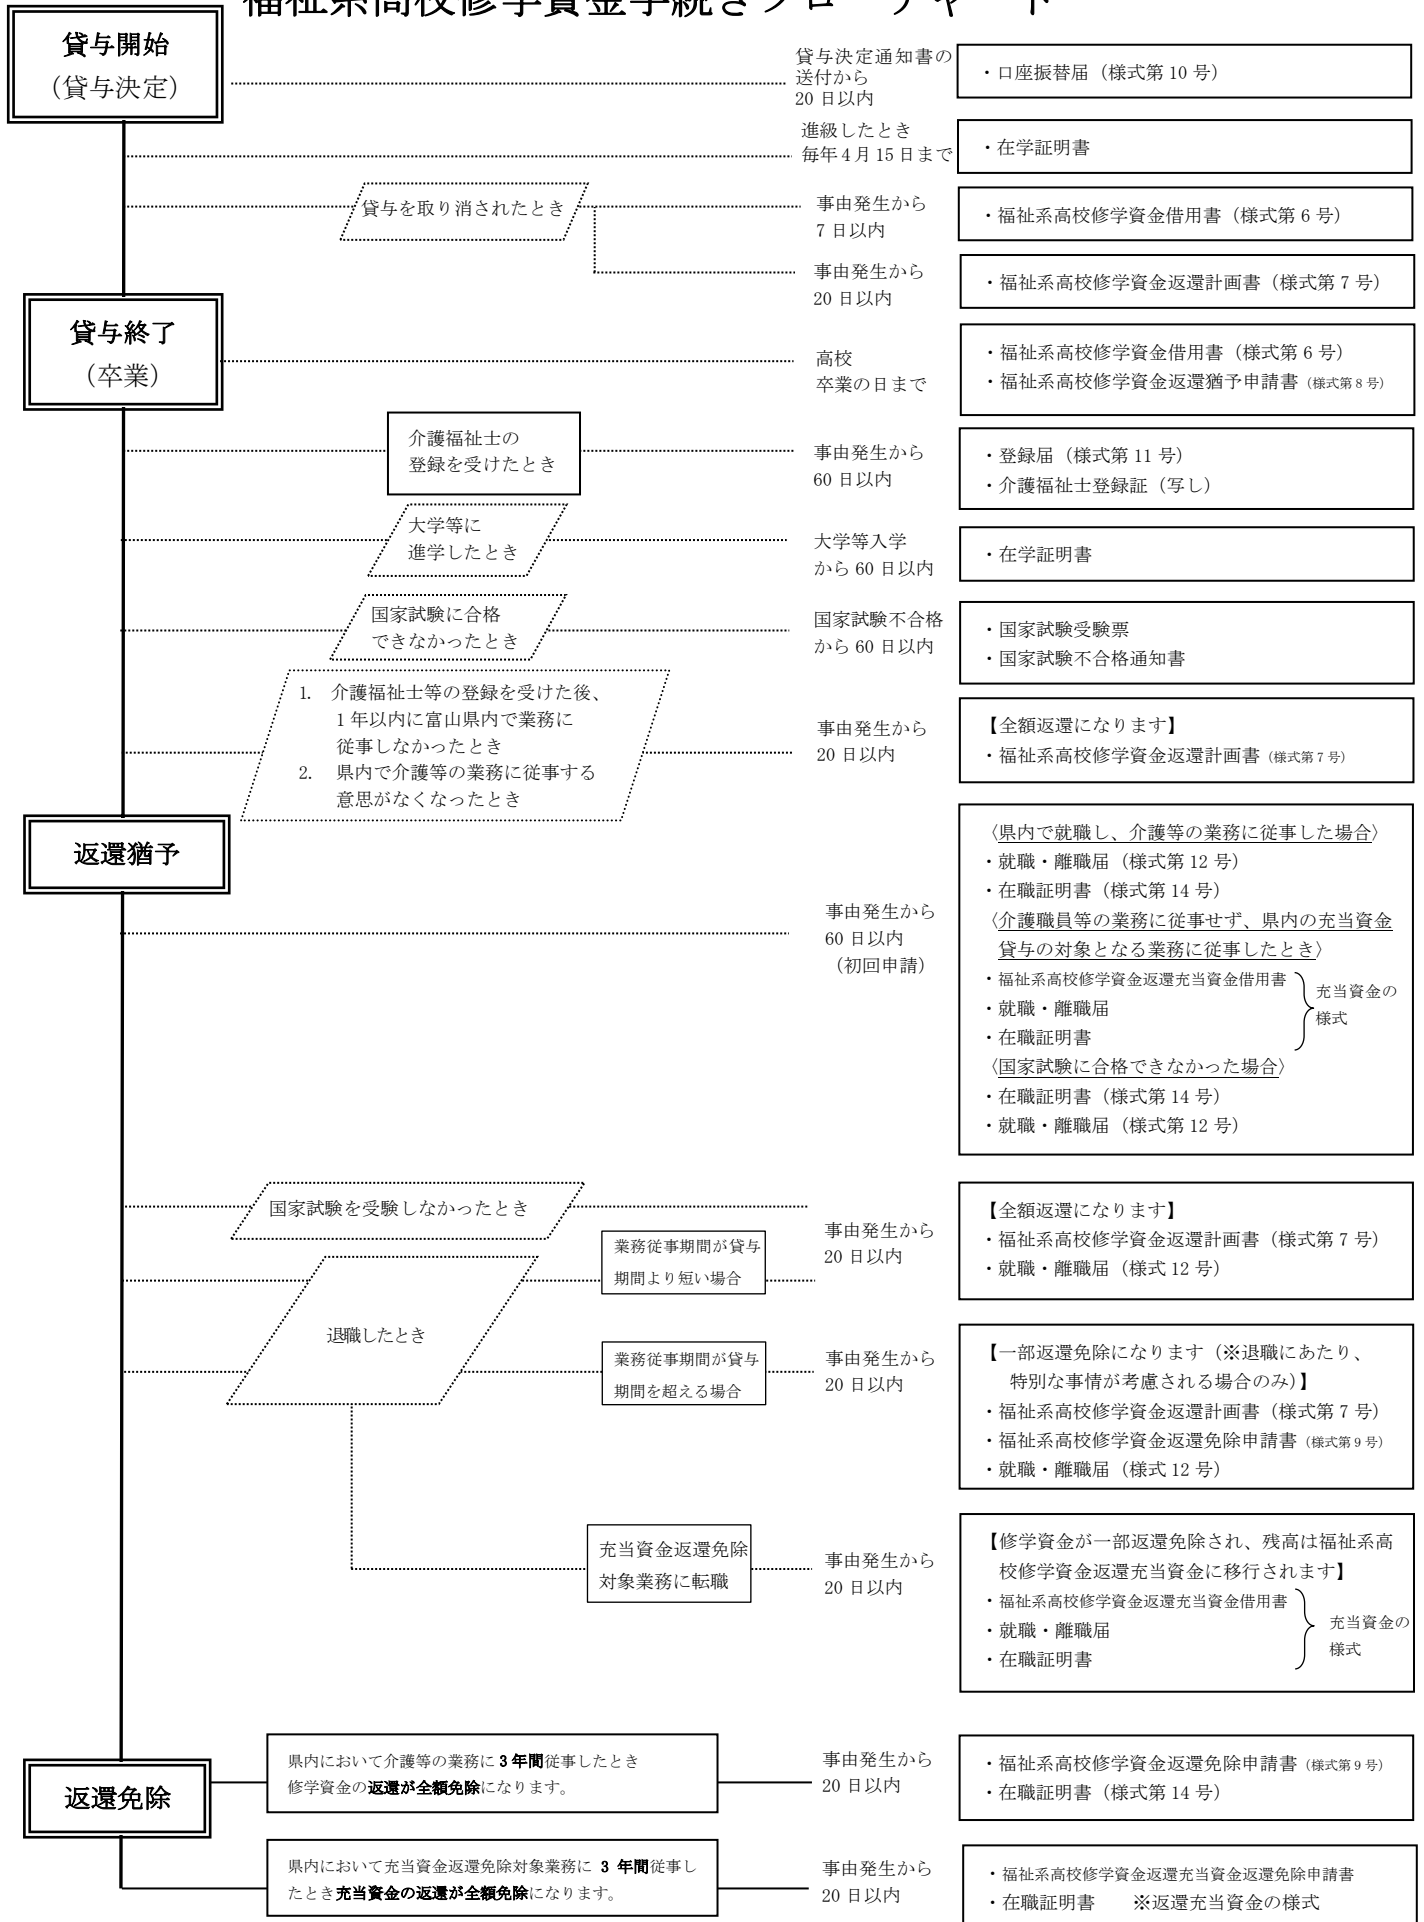 福祉系高校修学資金手続きフローチャート
貸与開始
（貸与決定）
貸与決定通知書の
送付から
20 日以内
・口座振替届（様式第 10 号）
進級したとき
毎年 4 月 15 日まで
・在学証明書
貸与を取り消されたとき
事由発生から
7 日以内
・福祉系高校修学資金借用書（様式第 6 号）
事由発生から
20 日以内
・福祉系高校修学資金返還計画書（様式第 7 号）
貸与終了
（卒業）
高校
卒業の日まで
・福祉系高校修学資金借用書（様式第 6 号）
・福祉系高校修学資金返還猶予申請書（様式第 8 号）
介護福祉士の
登録を受けたとき
事由発生から
60 日以内
・登録届（様式第 11 号）
・介護福祉士登録証（写し）
大学等に
進学したとき
大学等入学
から 60 日以内
・在学証明書
国家試験に合格
できなかったとき
国家試験不合格
から 60 日以内
・国家試験受験票
・国家試験不合格通知書
1. 介護福祉士等の登録を受けた後、
1 年以内に富山県内で業務に
従事しなかったとき
2. 県内で介護等の業務に従事する
意思がなくなったとき
事由発生から
20 日以内
【全額返還になります】
・福祉系高校修学資金返還計画書（様式第 7 号）
返還猶予
事由発生から
60 日以内
（初回申請）
〈県内で就職し、介護等の業務に従事した場合〉
・就職・離職届（様式第 12 号）
・在職証明書（様式第 14 号）
〈介護職員等の業務に従事せず、県内の充当資金
貸与の対象となる業務に従事したとき〉
・福祉系高校修学資金返還充当資金借用書
・就職・離職届
・在職証明書
充当資金の
様式
〈国家試験に合格できなかった場合〉
・在職証明書（様式第 14 号）
・就職・離職届（様式第 12 号）
国家試験を受験しなかったとき
業務従事期間が貸与
期間より短い場合
事由発生から
20 日以内
【全額返還になります】
・福祉系高校修学資金返還計画書（様式第 7 号）
・就職・離職届（様式 12 号）
退職したとき
業務従事期間が貸与
期間を超える場合
事由発生から
20 日以内
【一部返還免除になります（※退職にあたり、
特別な事情が考慮される場合のみ）】
・福祉系高校修学資金返還計画書（様式第 7 号）
・福祉系高校修学資金返還免除申請書（様式第 9 号）
・就職・離職届（様式 12 号）
充当資金返還免除
対象業務に転職
事由発生から
20 日以内
【修学資金が一部返還免除され、残高は福祉系高
校修学資金返還充当資金に移行されます】
・福祉系高校修学資金返還充当資金借用書
・就職・離職届
・在職証明書
充当資金の
様式
返還免除
県内において介護等の業務に 3 年間従事したとき
修学資金の返還が全額免除になります。
事由発生から
20 日以内
・福祉系高校修学資金返還免除申請書（様式第 9 号）
・在職証明書（様式第 14 号）
県内において充当資金返還免除対象業務に 3 年間従事し
たとき充当資金の返還が全額免除になります。
事由発生から
20 日以内
・福祉系高校修学資金返還充当資金返還免除申請書
・在職証明書　　※返還充当資金の様式